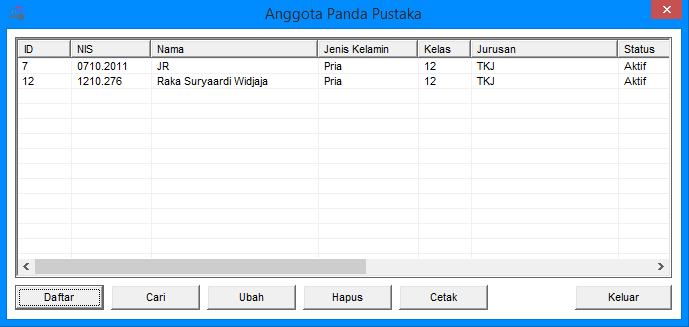 Anggota Panda Pustaka
ID NIS Nama Jenis Kelamin Kelas Jurusan Status
7 0710.2011 JR Pria 12 TKJ Aktif
12 1210.276 Raka Suryaardi Widjaja Pria 12 TKJ Aktif
Daftar Cari Ubah Hapus Cetak Keluar